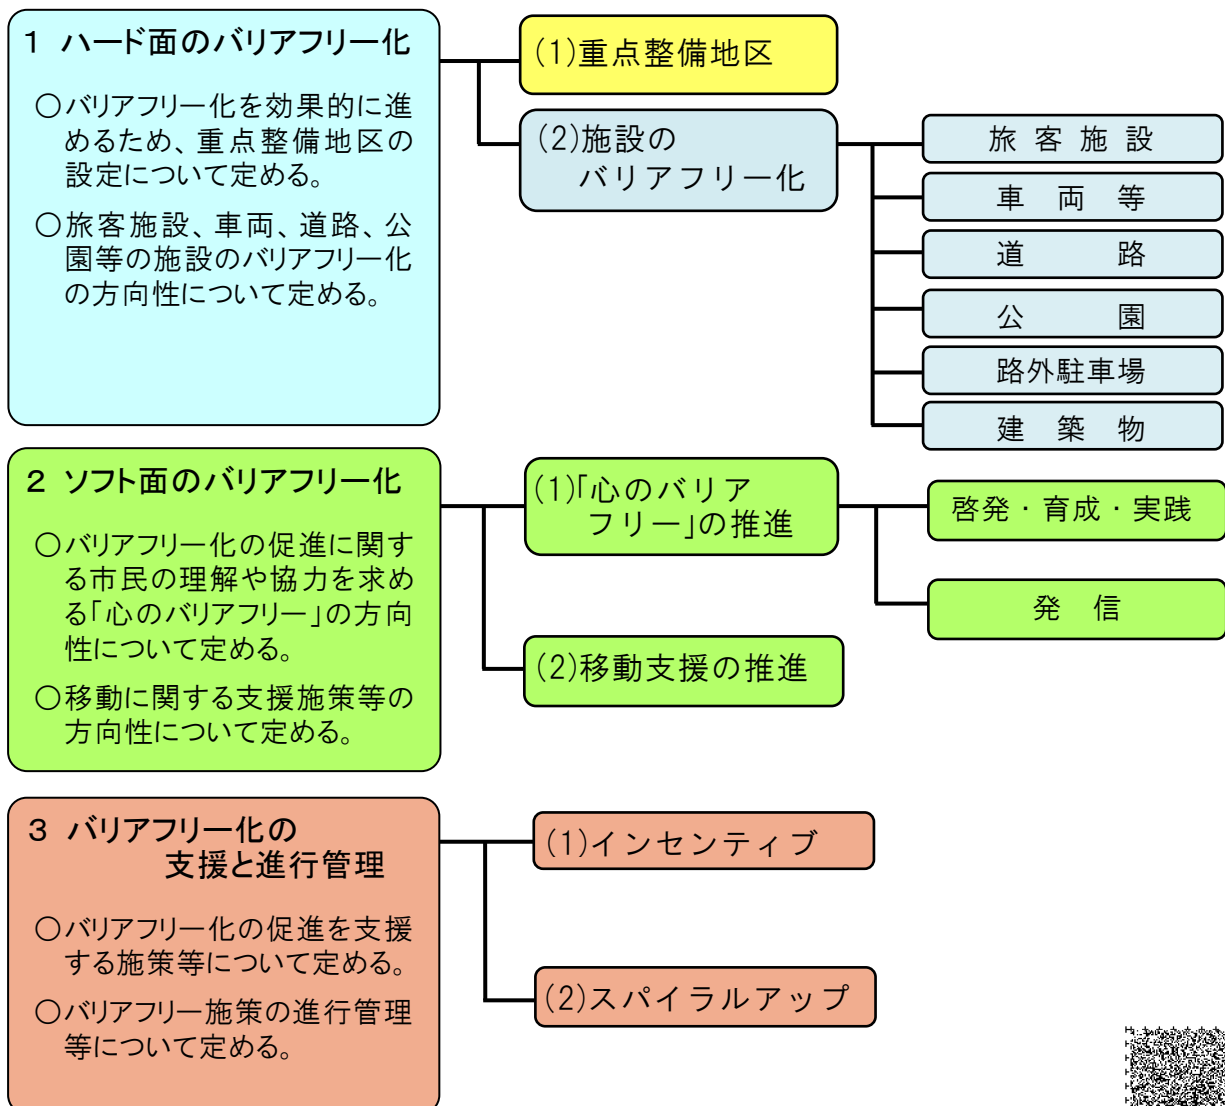 1 ハード面のバリアフリー化
○バリアフリー化を効果的に進
めるため、重点整備地区の
設定について定める。
○旅客施設、車両、道路、公
園等の施設のバリアフリー化
の方向性について定める。
(1)重点整備地区
(2)施設の
バリアフリー化
旅客施設
車両等
道路
公園
路外駐車場
建築物
2 ソフト面のバリアフリー化
○バリアフリー化の促進に関す
る市民の理解や協力を求め
る「心のバリアフリー」の方向
性について定める。
○移動に関する支援施策等の
方向性について定める。
(1)「心のバリア
フリー」の推進
(2)移動支援の推進
啓発・育成・実践
発信
3 バリアフリー化の
支援と進行管理
○バリアフリー化の促進を支援
する施策等について定める。
○バリアフリー施策の進行管理
等について定める。
(1)インセンティブ
(2)スパイラルアップ